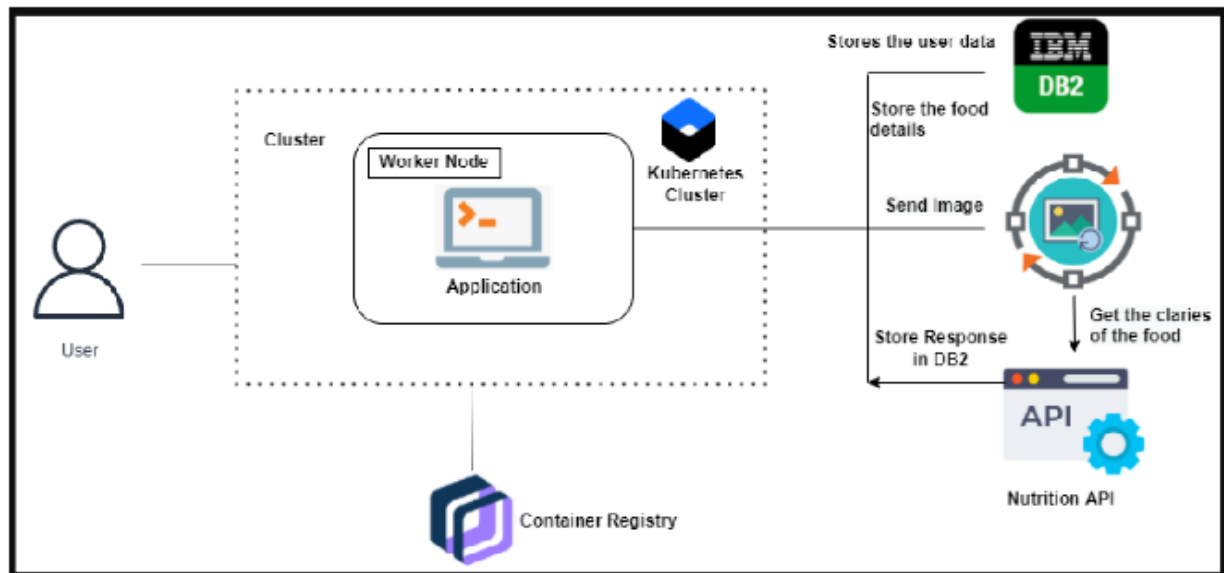 Stores the user data
IBM
DB2
Store the food
details
Cluster
Worker Node
Kubernetes
Cluster
Send Image
Application
User
Get the claries
of the food
Store Response
in DB2
API
Nutrition API
Container Registry